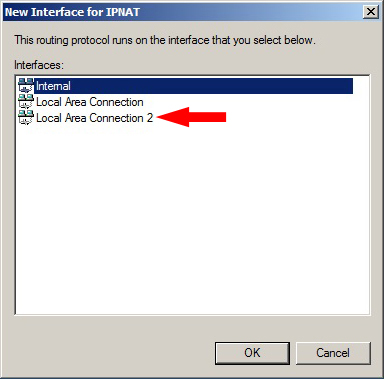 New Interface for IPNAT
This routing protocol runs on the interface that you select below.
Interfaces:
Internal
Local Area Connection
Local Area Connection 2
OK
Cancel